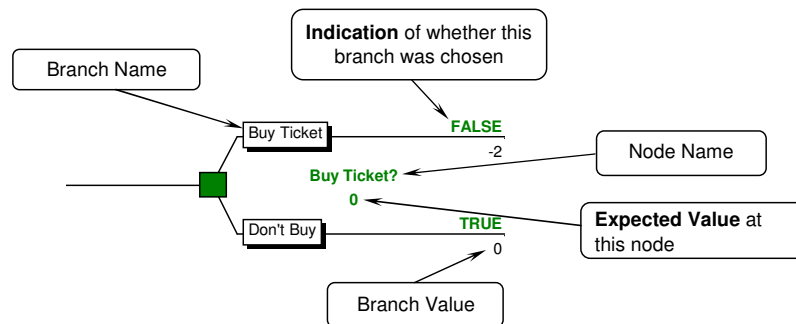 Indication of whether this
branch was chosen
Branch Name
Buy Ticket
FALSE
-2
Node Name
Buy Ticket?
0
Expected Value at
this node
Don't Buy
TRUE
0
Branch Value